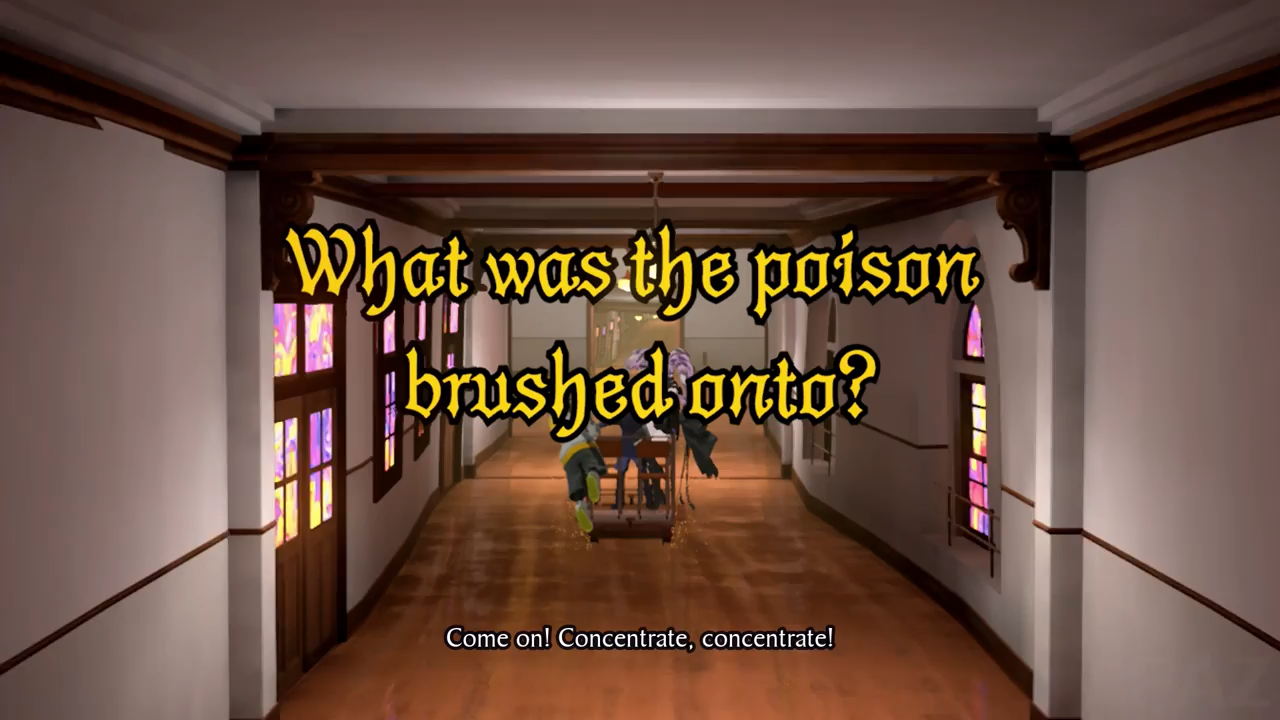 What was the poison
brushed onto?
Come on! Concentrate, concentrate!